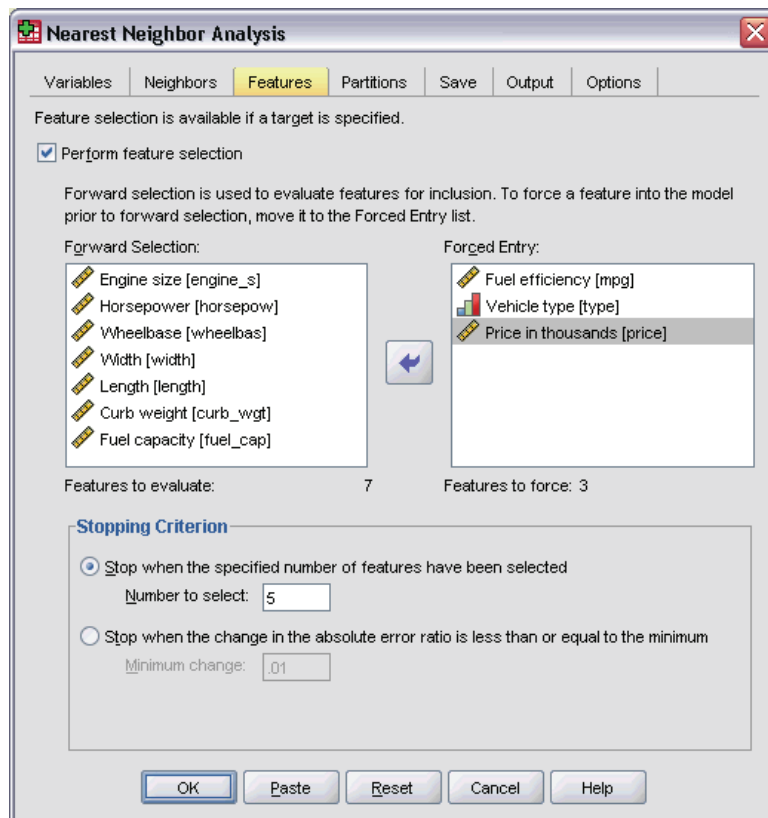 Nearest Neighbor Analysis
Variables Neighbors Features Partitions Save Output Options
Feature selection is available if a target is specified.
Perform feature selection
Forward selection is used to evaluate features for inclusion. To force a feature into the model
prior to forward selection, move it to the Forced Entry list.
Forward Selection:
Engine size [engine_s]
Horsepower [horsepow]
Wheelbase [wheelbas]
Width [width]
Length [length]
Curb weight [curb_wgt]
Fuel capacity [fuel_cap]
Features to evaluate: 7
Forced Entry:
Fuel efficiency [mpg]
Vehicle type [type]
Price in thousands [price]
Features to force: 3
Stopping Criterion
Stop when the specified number of features have been selected
Number to select: 5
Stop when the change in the absolute error ratio is less than or equal to the minimum
Minimum change: .01
OK Paste Reset Cancel Help